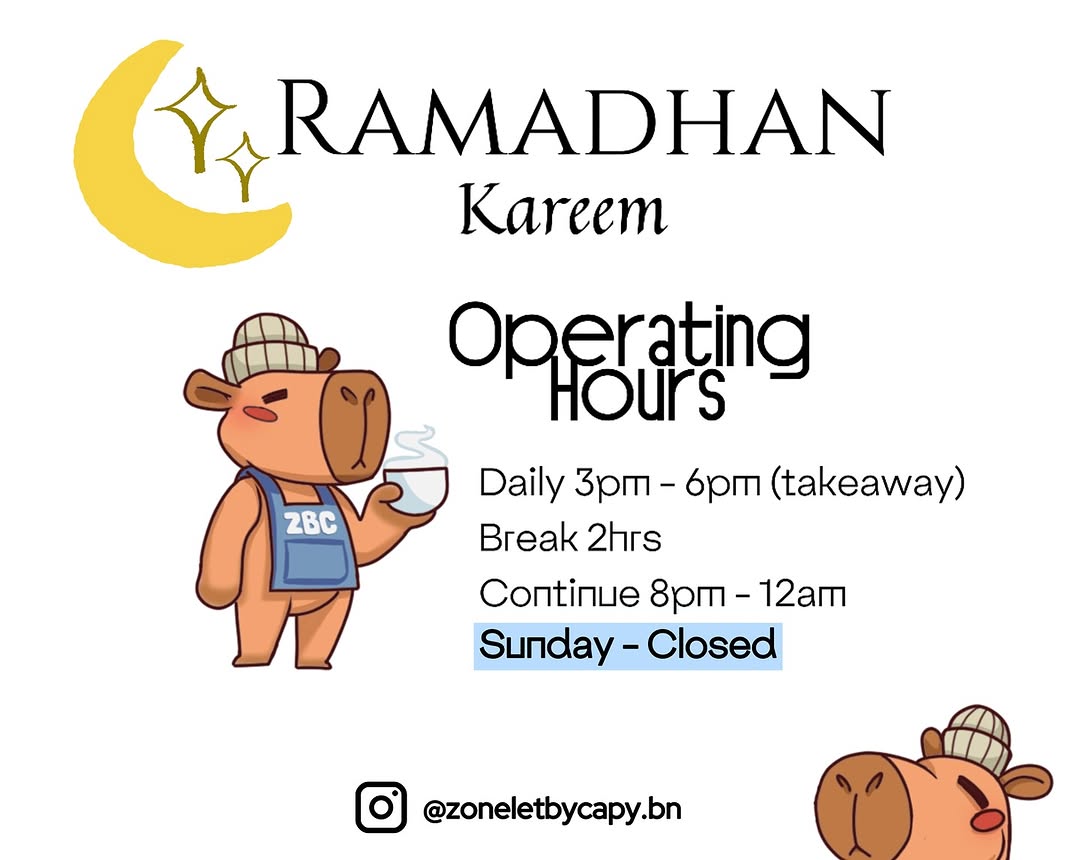 RAMADHAN
Kareem
Operating
Hours
Daily 3pm - 6pm (takeaway)
Break 2hrs
Continue 8pm - 12am
Sunday - Closed
ZBC
@zoneletbycapy.bn